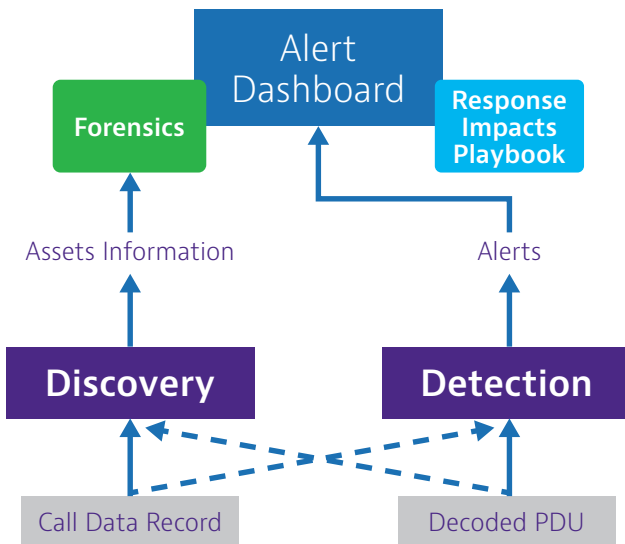 Alert
Dashboard
Forensics
Response
Impacts
Playbook
Assets Information
Alerts
Discovery
Detection
Call Data Record
Decoded PDU